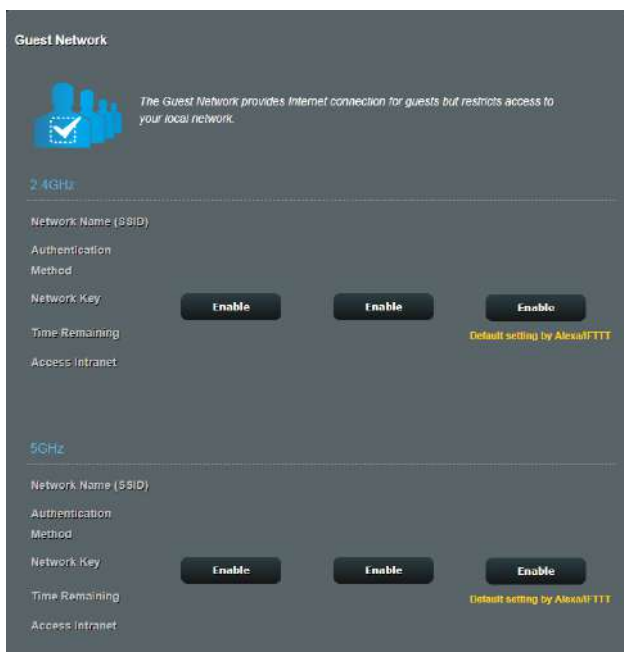 Guest Network
The Guest Network provides Internet connection for guests but restricts access to
your local network.
2.4GHz
Network Name (SSID)
Authentication
Method
Network Key
Enable
Enable
Enable
Time Remaining
Default setting by Alexa/IFTTT
Access Intranet
5GHz
Network Name (SSID)
Authentication
Method
Network Key
Enable
Enable
Enable
Time Remaining
Default setting by Alexa/IFTTT
Access Intranet